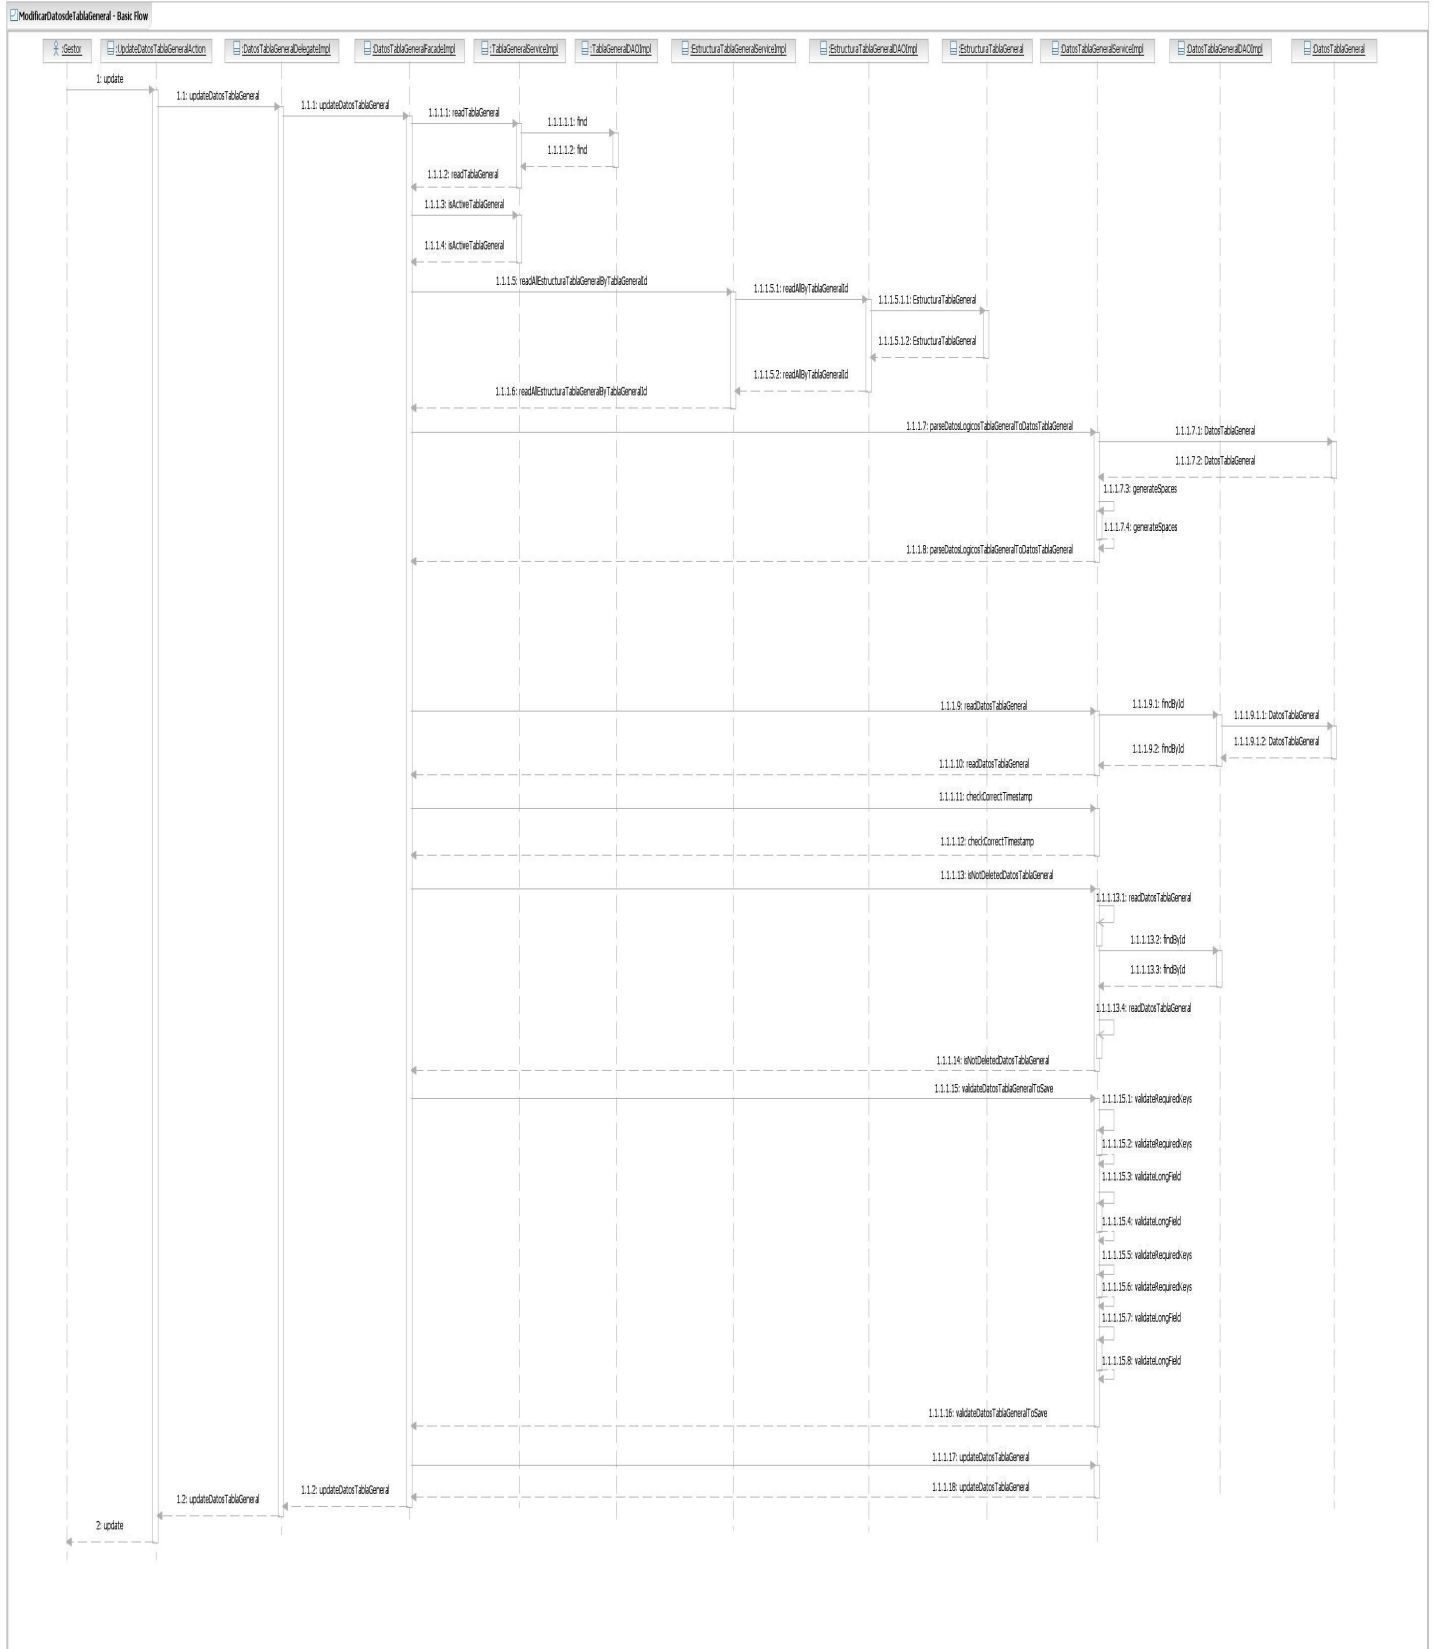 ModificarDatosdeTablaGeneral - Basic Flow
:Gestor
:UpdateDatosTablaGeneralAction
:DatosTablaGeneralDelegateImpl
:DatosTablaGeneralFacadeImpl
:TablaGeneralServiceImpl
:TablaGeneralDAOImpl
:EstructuraTablaGeneralServiceImpl
:EstructuraTablaGeneralDAOImpl
:EstructuraTablaGeneral
:DatosTablaGeneralServiceImpl
:DatosTablaGeneralDAOImpl
:DatosTablaGeneral
1: update
1.1: updateDatosTablaGeneral
1.1.1: updateDatosTablaGeneral
1.1.1.1: readTablaGeneral
1.1.1.1.1: find
1.1.1.1.2: find
1.1.1.2: readTablaGeneral
1.1.1.3: isActiveTablaGeneral
1.1.1.4: isActiveTablaGeneral
1.1.1.5: readAllEstructuraTablaGeneralByTablaGeneralId
1.1.1.5.1: readAllByTablaGeneralId
1.1.1.5.1.1: EstructuraTablaGeneral
1.1.1.5.1.2: EstructuraTablaGeneral
1.1.1.5.2: readAllByTablaGeneralId
1.1.1.6: readAllEstructuraTablaGeneralByTablaGeneralId
1.1.1.7: parseDatosLogicosTablaGeneralToDatosTablaGeneral
1.1.1.7.1: DatosTablaGeneral
1.1.1.7.2: DatosTablaGeneral
1.1.1.7.3: generateSpaces
1.1.1.7.4: generateSpaces
1.1.1.8: parseDatosLogicosTablaGeneralToDatosTablaGeneral
1.1.1.9: readDatosTablaGeneral
1.1.1.9.1: findById
1.1.1.9.1.1: DatosTablaGeneral
1.1.1.9.1.2: DatosTablaGeneral
1.1.1.9.2: findById
1.1.1.10: readDatosTablaGeneral
1.1.1.11: checkCorrectTimestamp
1.1.1.12: checkCorrectTimestamp
1.1.1.13: isNotDeletedDatosTablaGeneral
1.1.1.13.1: readDatosTablaGeneral
1.1.1.13.2: findById
1.1.1.13.3: findById
1.1.1.13.4: readDatosTablaGeneral
1.1.1.14: isNotDeletedDatosTablaGeneral
1.1.1.15: validateDatosTablaGeneralToSave
1.1.1.15.1: validateRequiredKeys
1.1.1.15.2: validateRequiredKeys
1.1.1.15.3: validateLongField
1.1.1.15.4: validateLongField
1.1.1.15.5: validateRequiredKeys
1.1.1.15.6: validateRequiredKeys
1.1.1.15.7: validateLongField
1.1.1.15.8: validateLongField
1.1.1.16: validateDatosTablaGeneralToSave
1.1.1.17: updateDatosTablaGeneral
1.1.1.18: updateDatosTablaGeneral
1.1.2: updateDatosTablaGeneral
1.2: updateDatosTablaGeneral
2: update